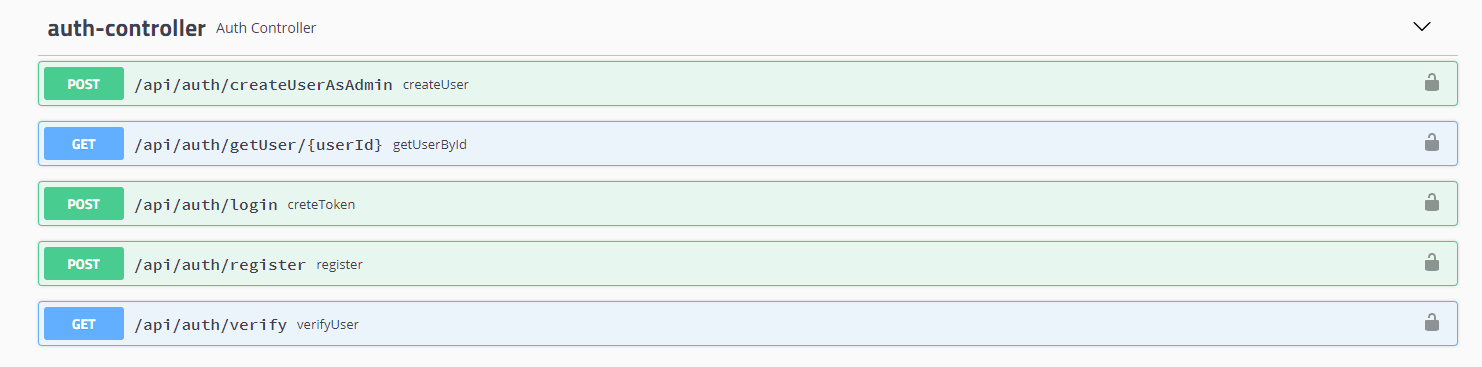 auth-controller Auth Controller
POST /api/auth/createUserAsAdmin createUser
GET /api/auth/getUser/{userId} getUserById
POST /api/auth/login creteToken
POST /api/auth/register register
GET /api/auth/verify verifyUser